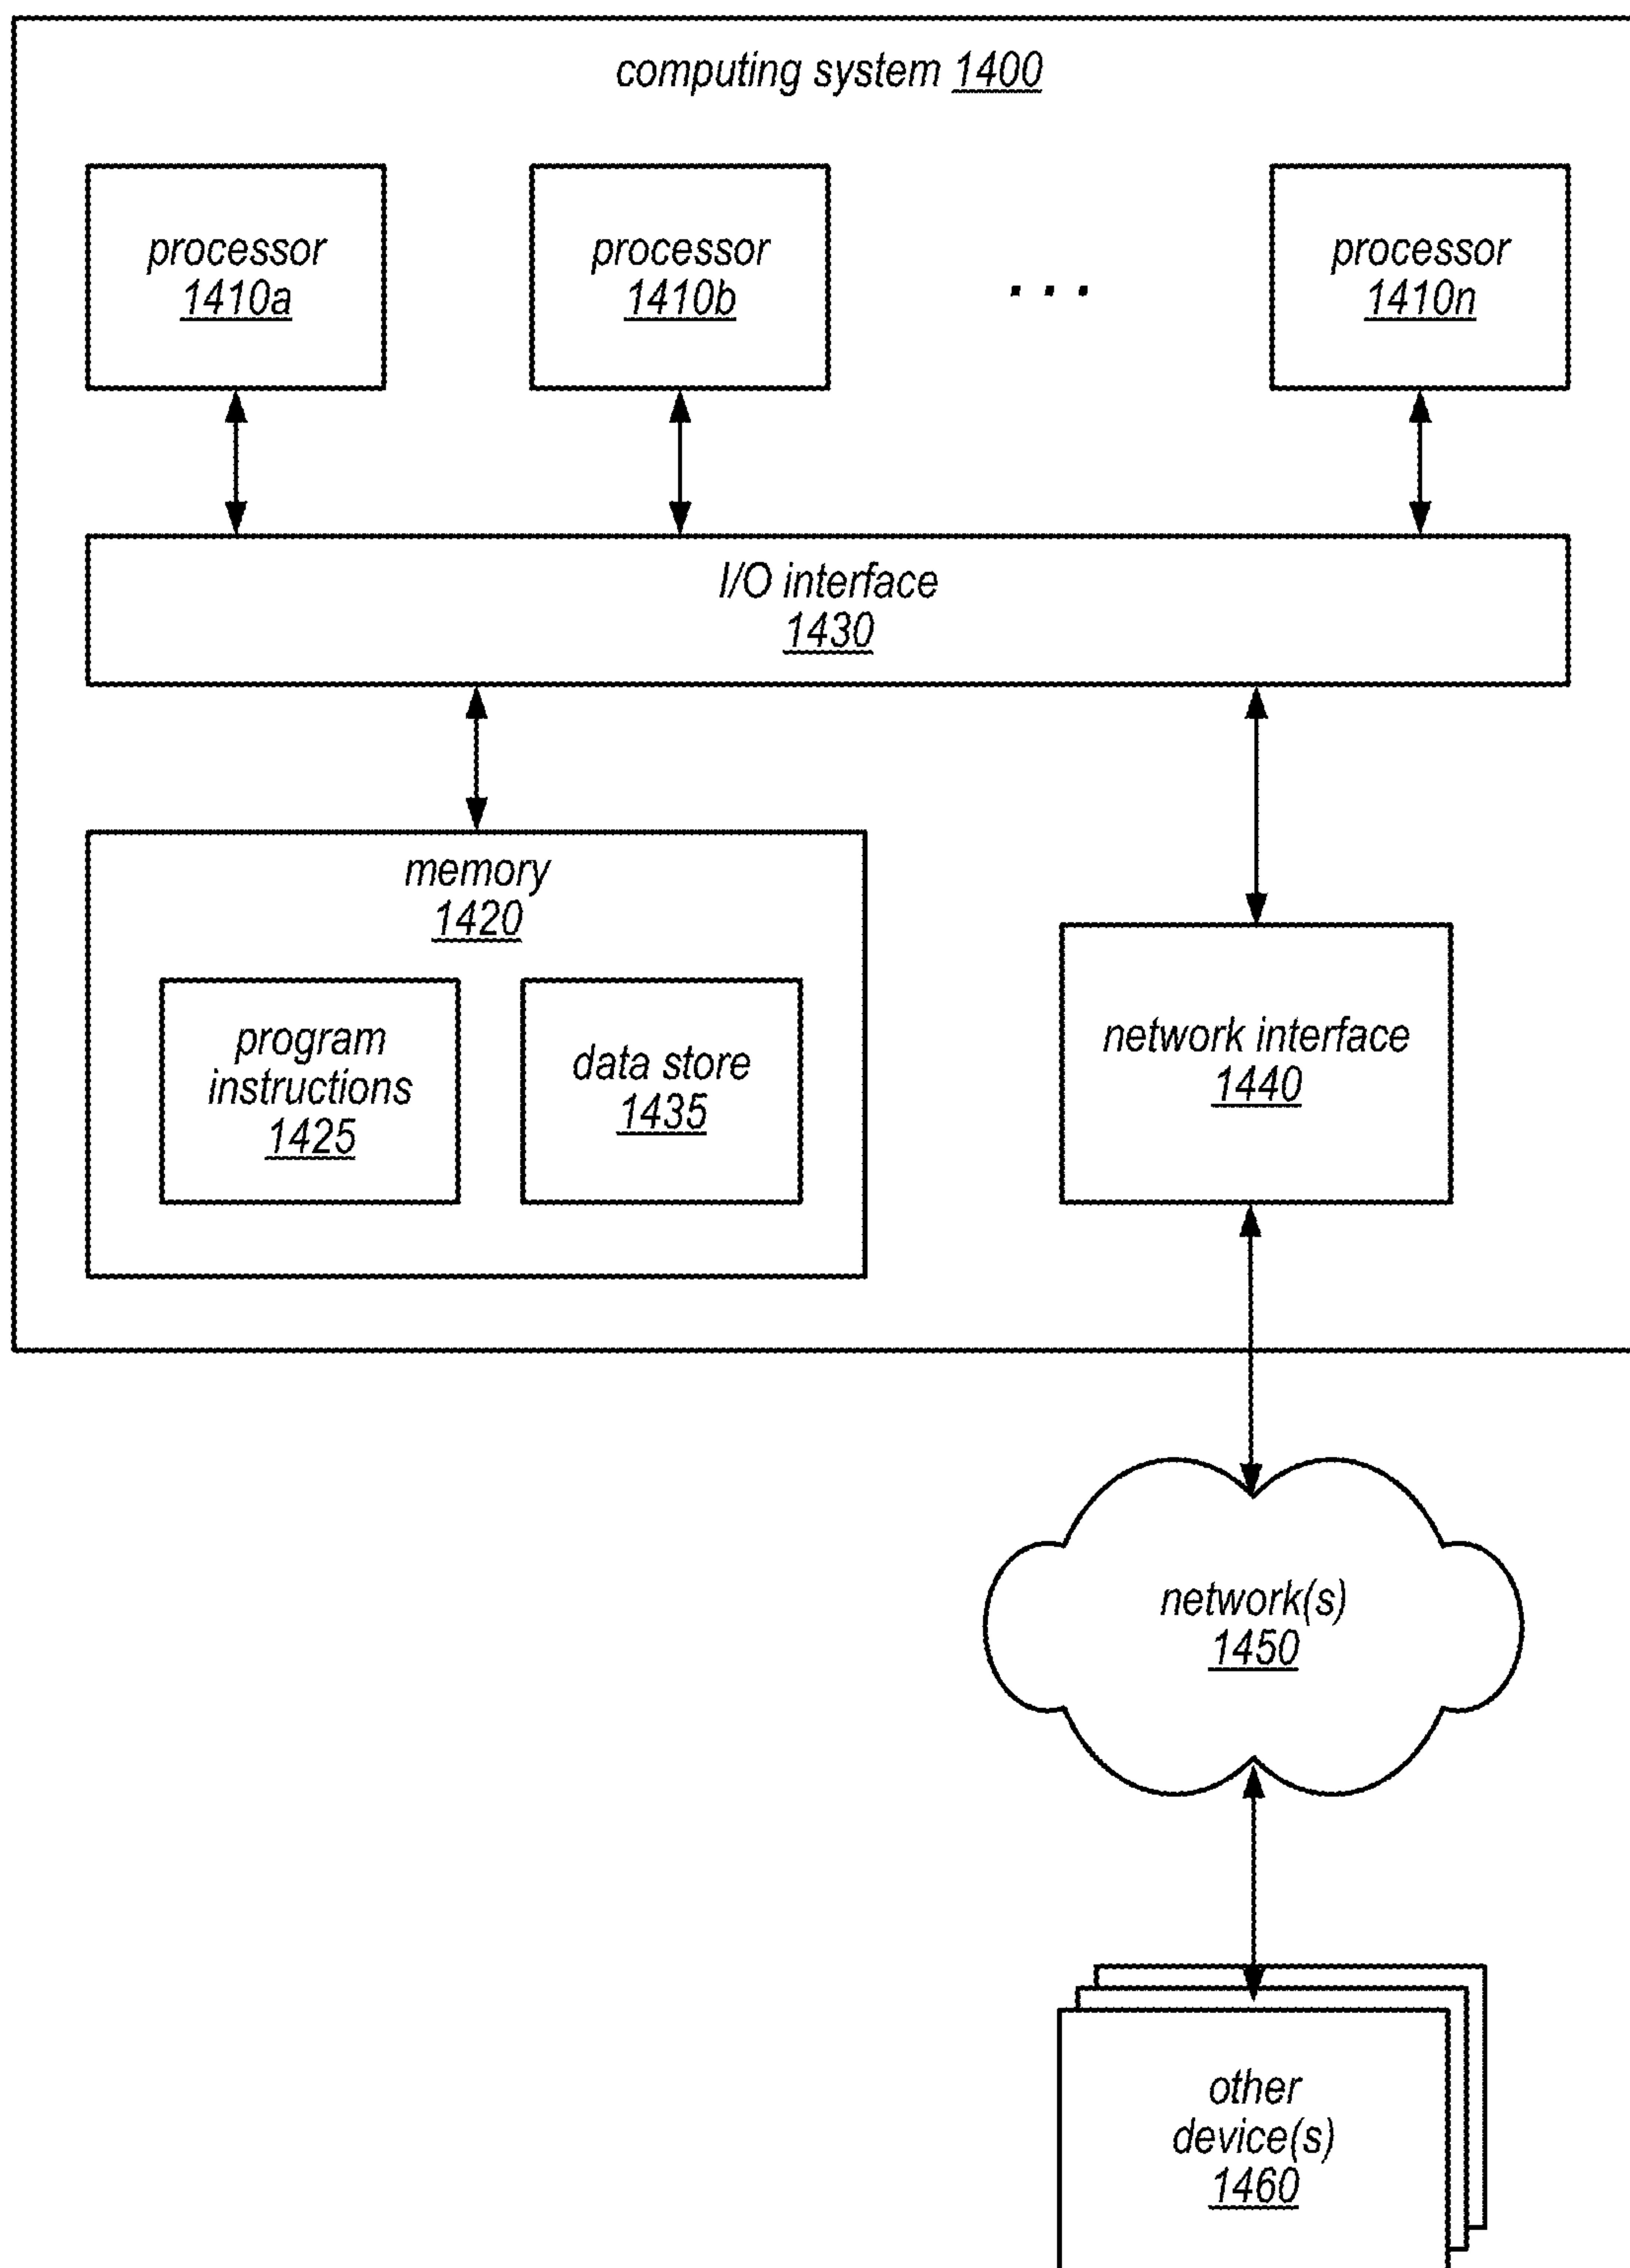 computing system 1400
processor
1410a
processor
1410b
. . .
processor
1410n
I/O interface
1430
memory
1420
program
instructions
1425
data store
1435
network interface
1440
network(s)
1450
other
device(s)
1460